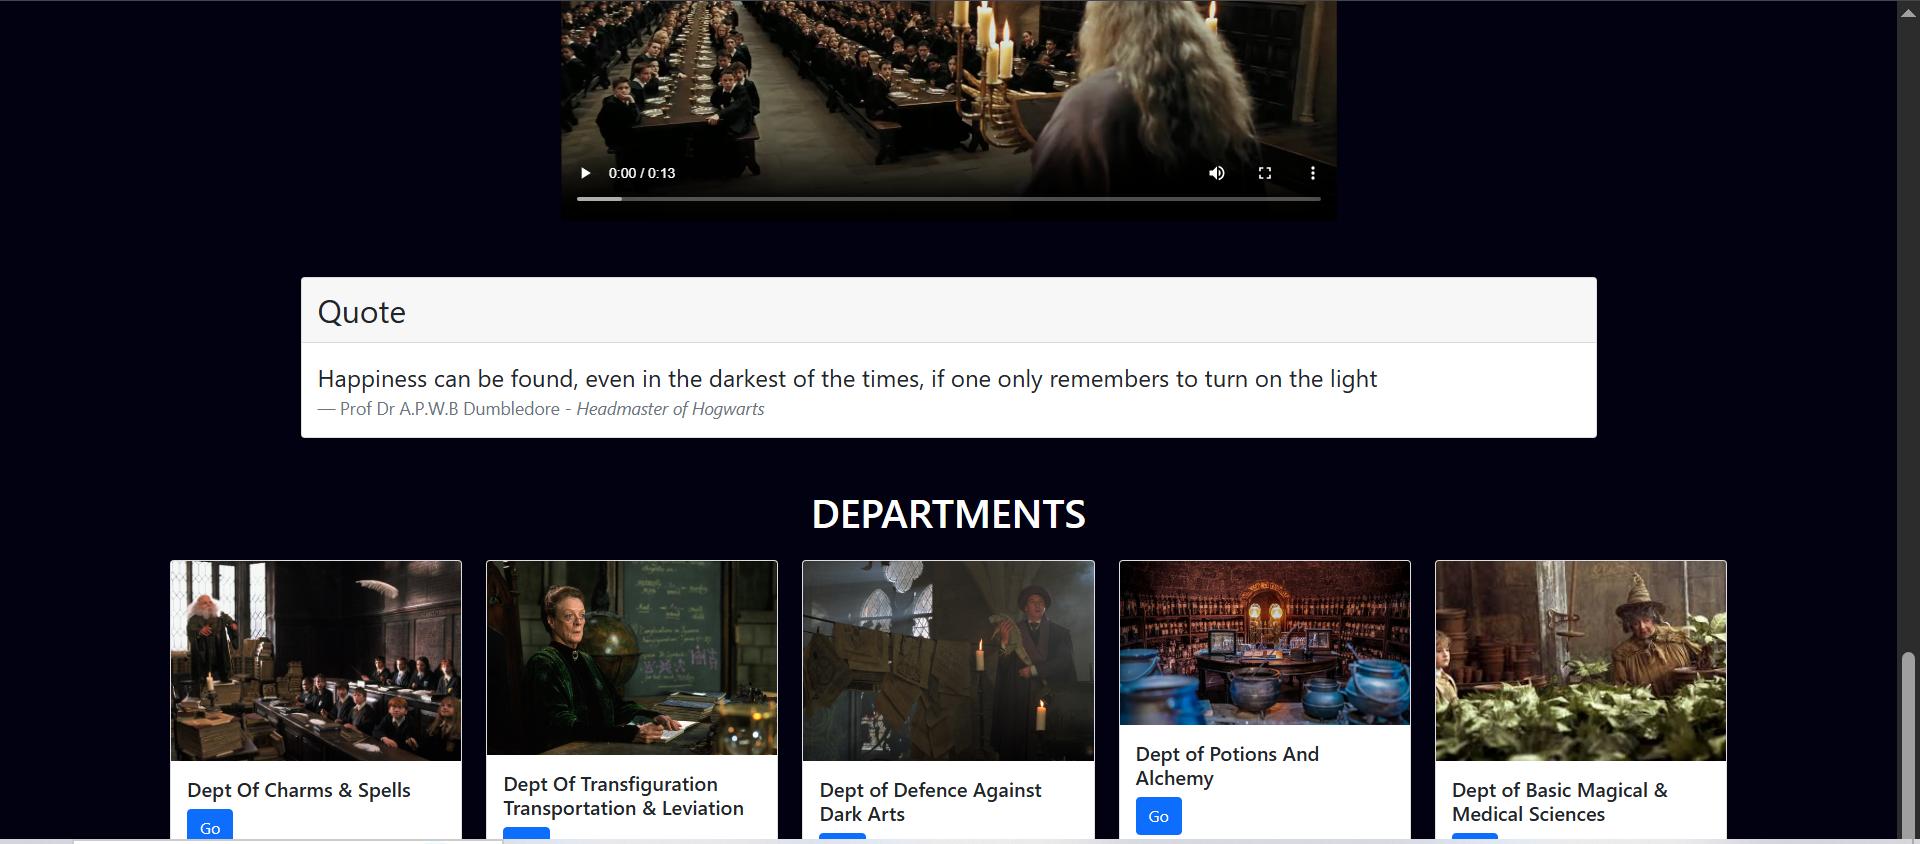 0:00 / 0:13
Quote
Happiness can be found, even in the darkest of the times, if one only remembers to turn on the light
— Prof Dr A.P.W.B Dumbledore - Headmaster of Hogwarts
DEPARTMENTS
Dept Of Charms & Spells
Go
Dept Of Transfiguration
Transportation & Leviation
Dept of Defence Against
Dark Arts
Dept of Potions And
Alchemy
Go
Dept of Basic Magical &
Medical Sciences